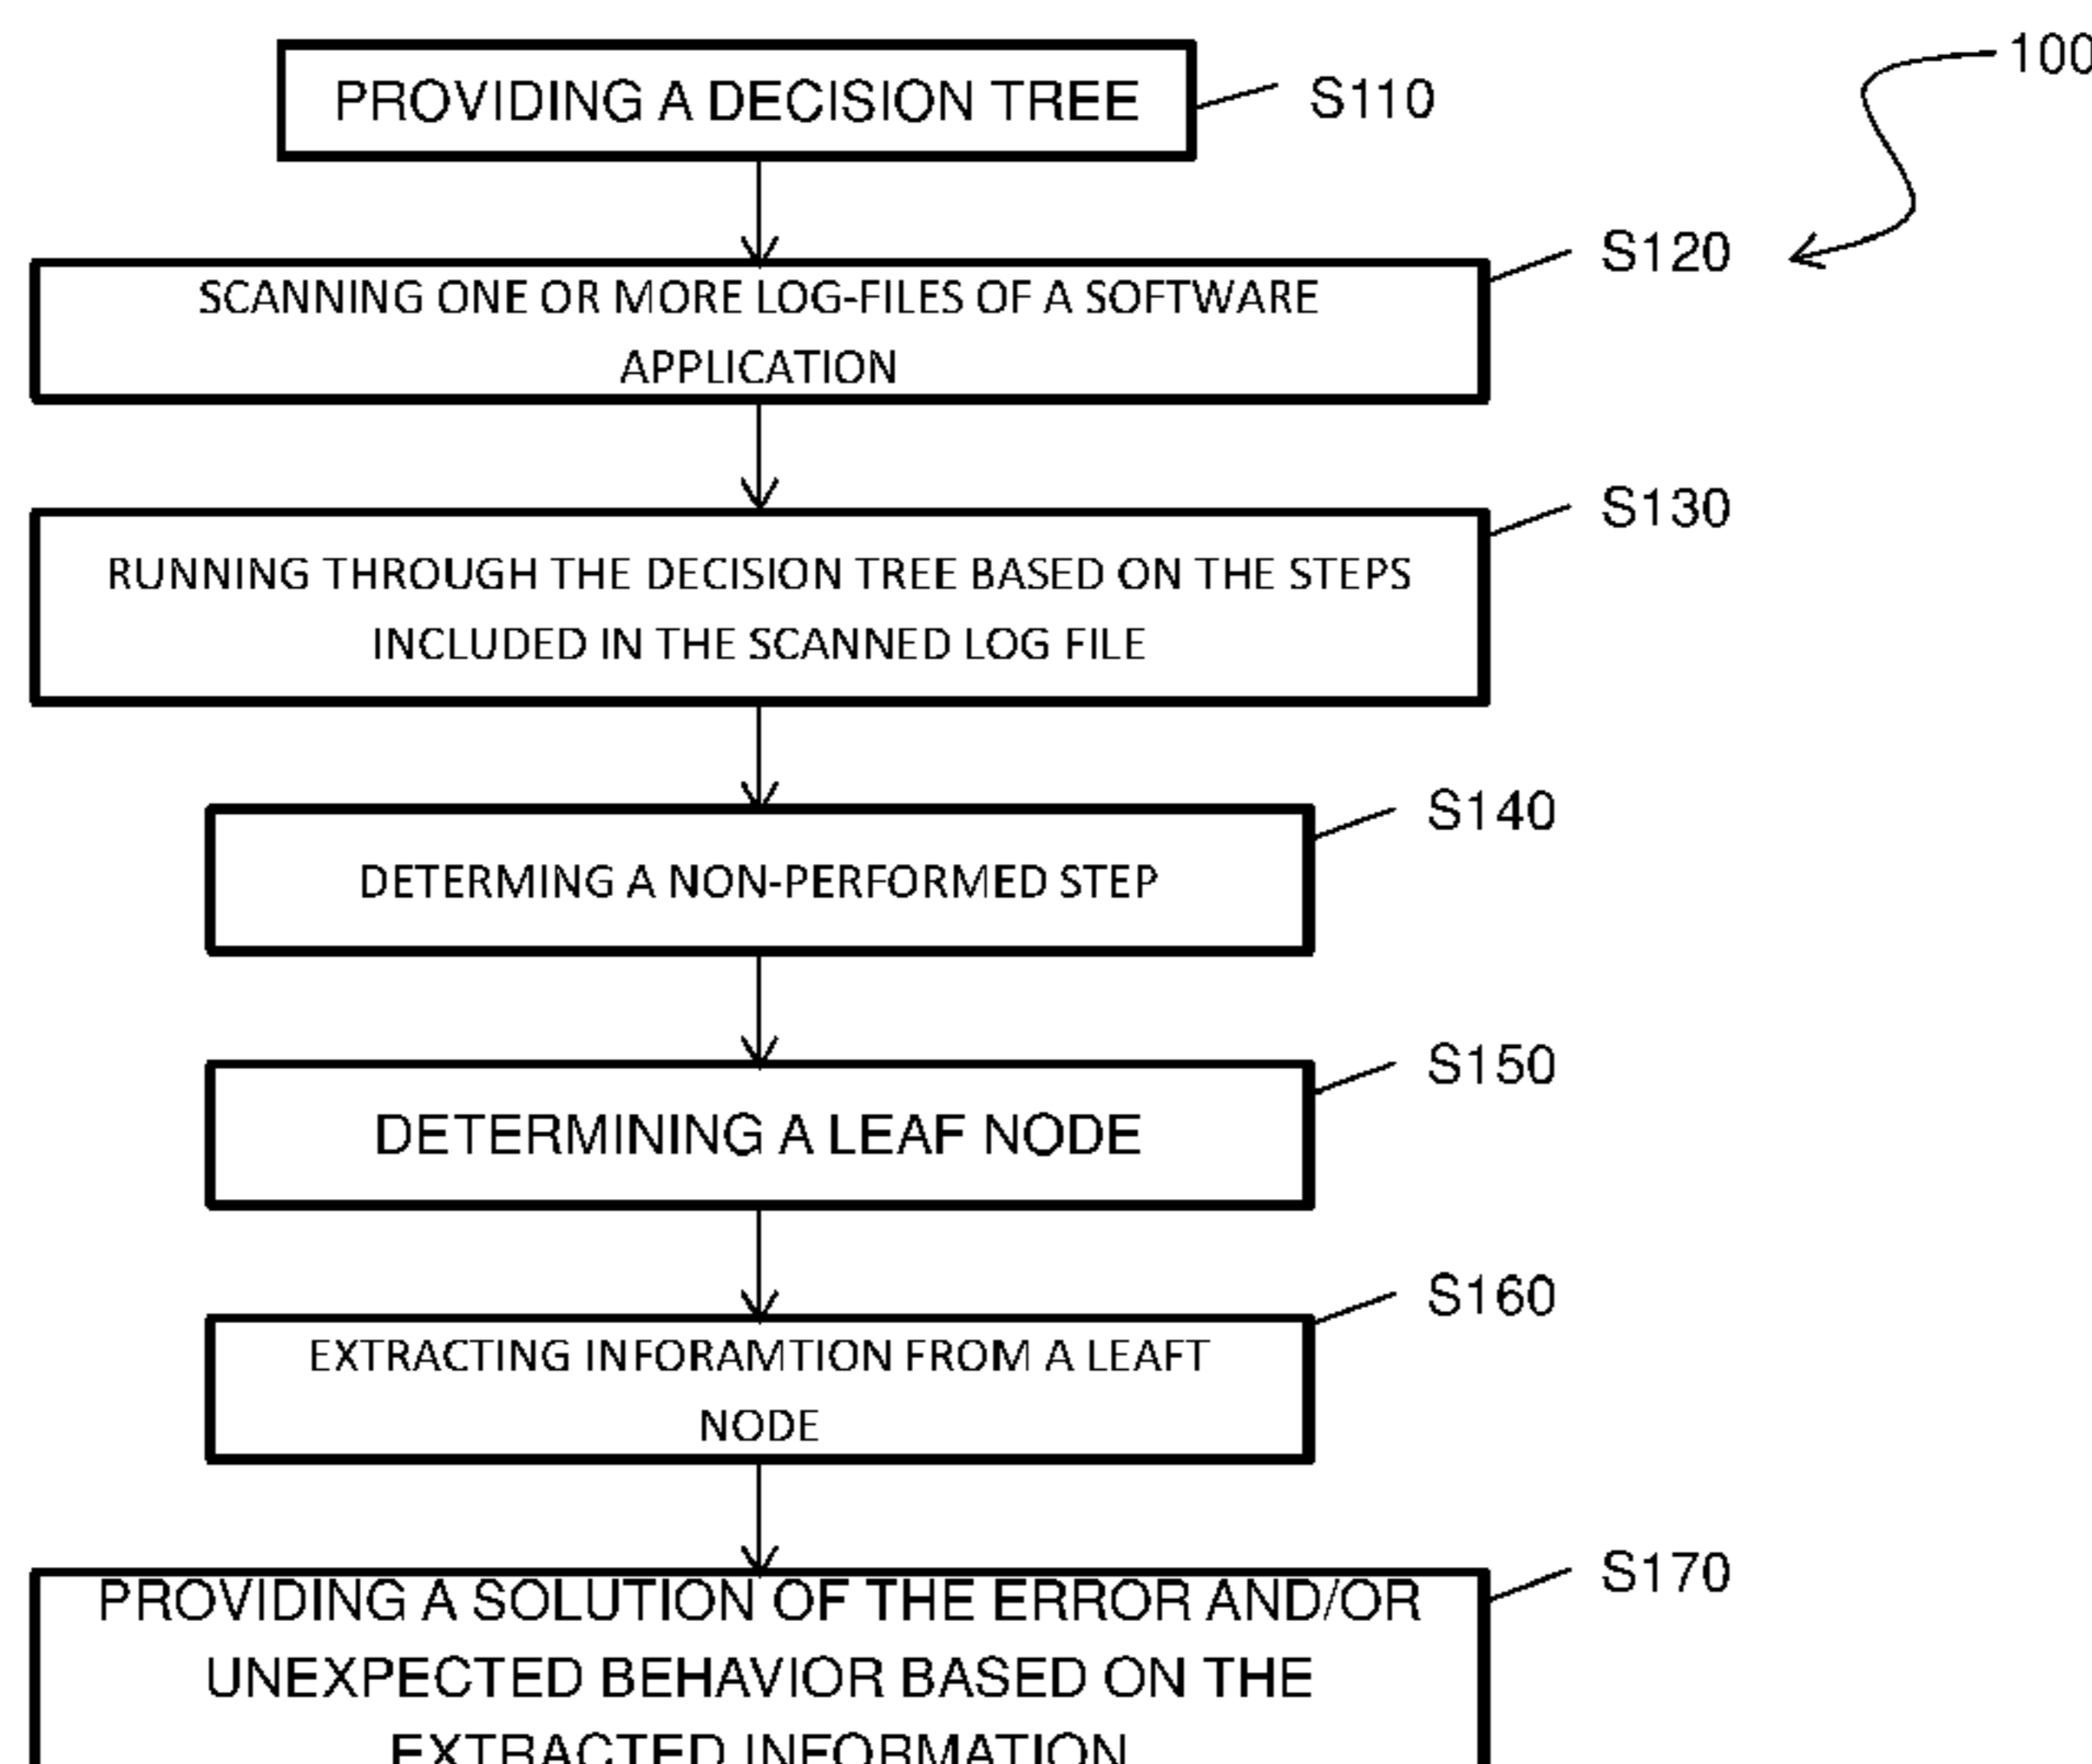 100
PROVIDING A DECISION TREE
S110
S120
SCANNING ONE OR MORE LOG-FILES OF A SOFTWARE
APPLICATION
S130
RUNNING THROUGH THE DECISION TREE BASED ON THE STEPS
INCLUDED IN THE SCANNED LOG FILE
S140
DETERMING A NON-PERFORMED STEP
S150
DETERMINING A LEAF NODE
S160
EXTRACTING INFORAMTION FROM A LEAFT
NODE
S170
PROVIDING A SOLUTION OF THE ERROR AND/OR
UNEXPECTED BEHAVIOR BASED ON THE
EXTRACTED INFORMATION